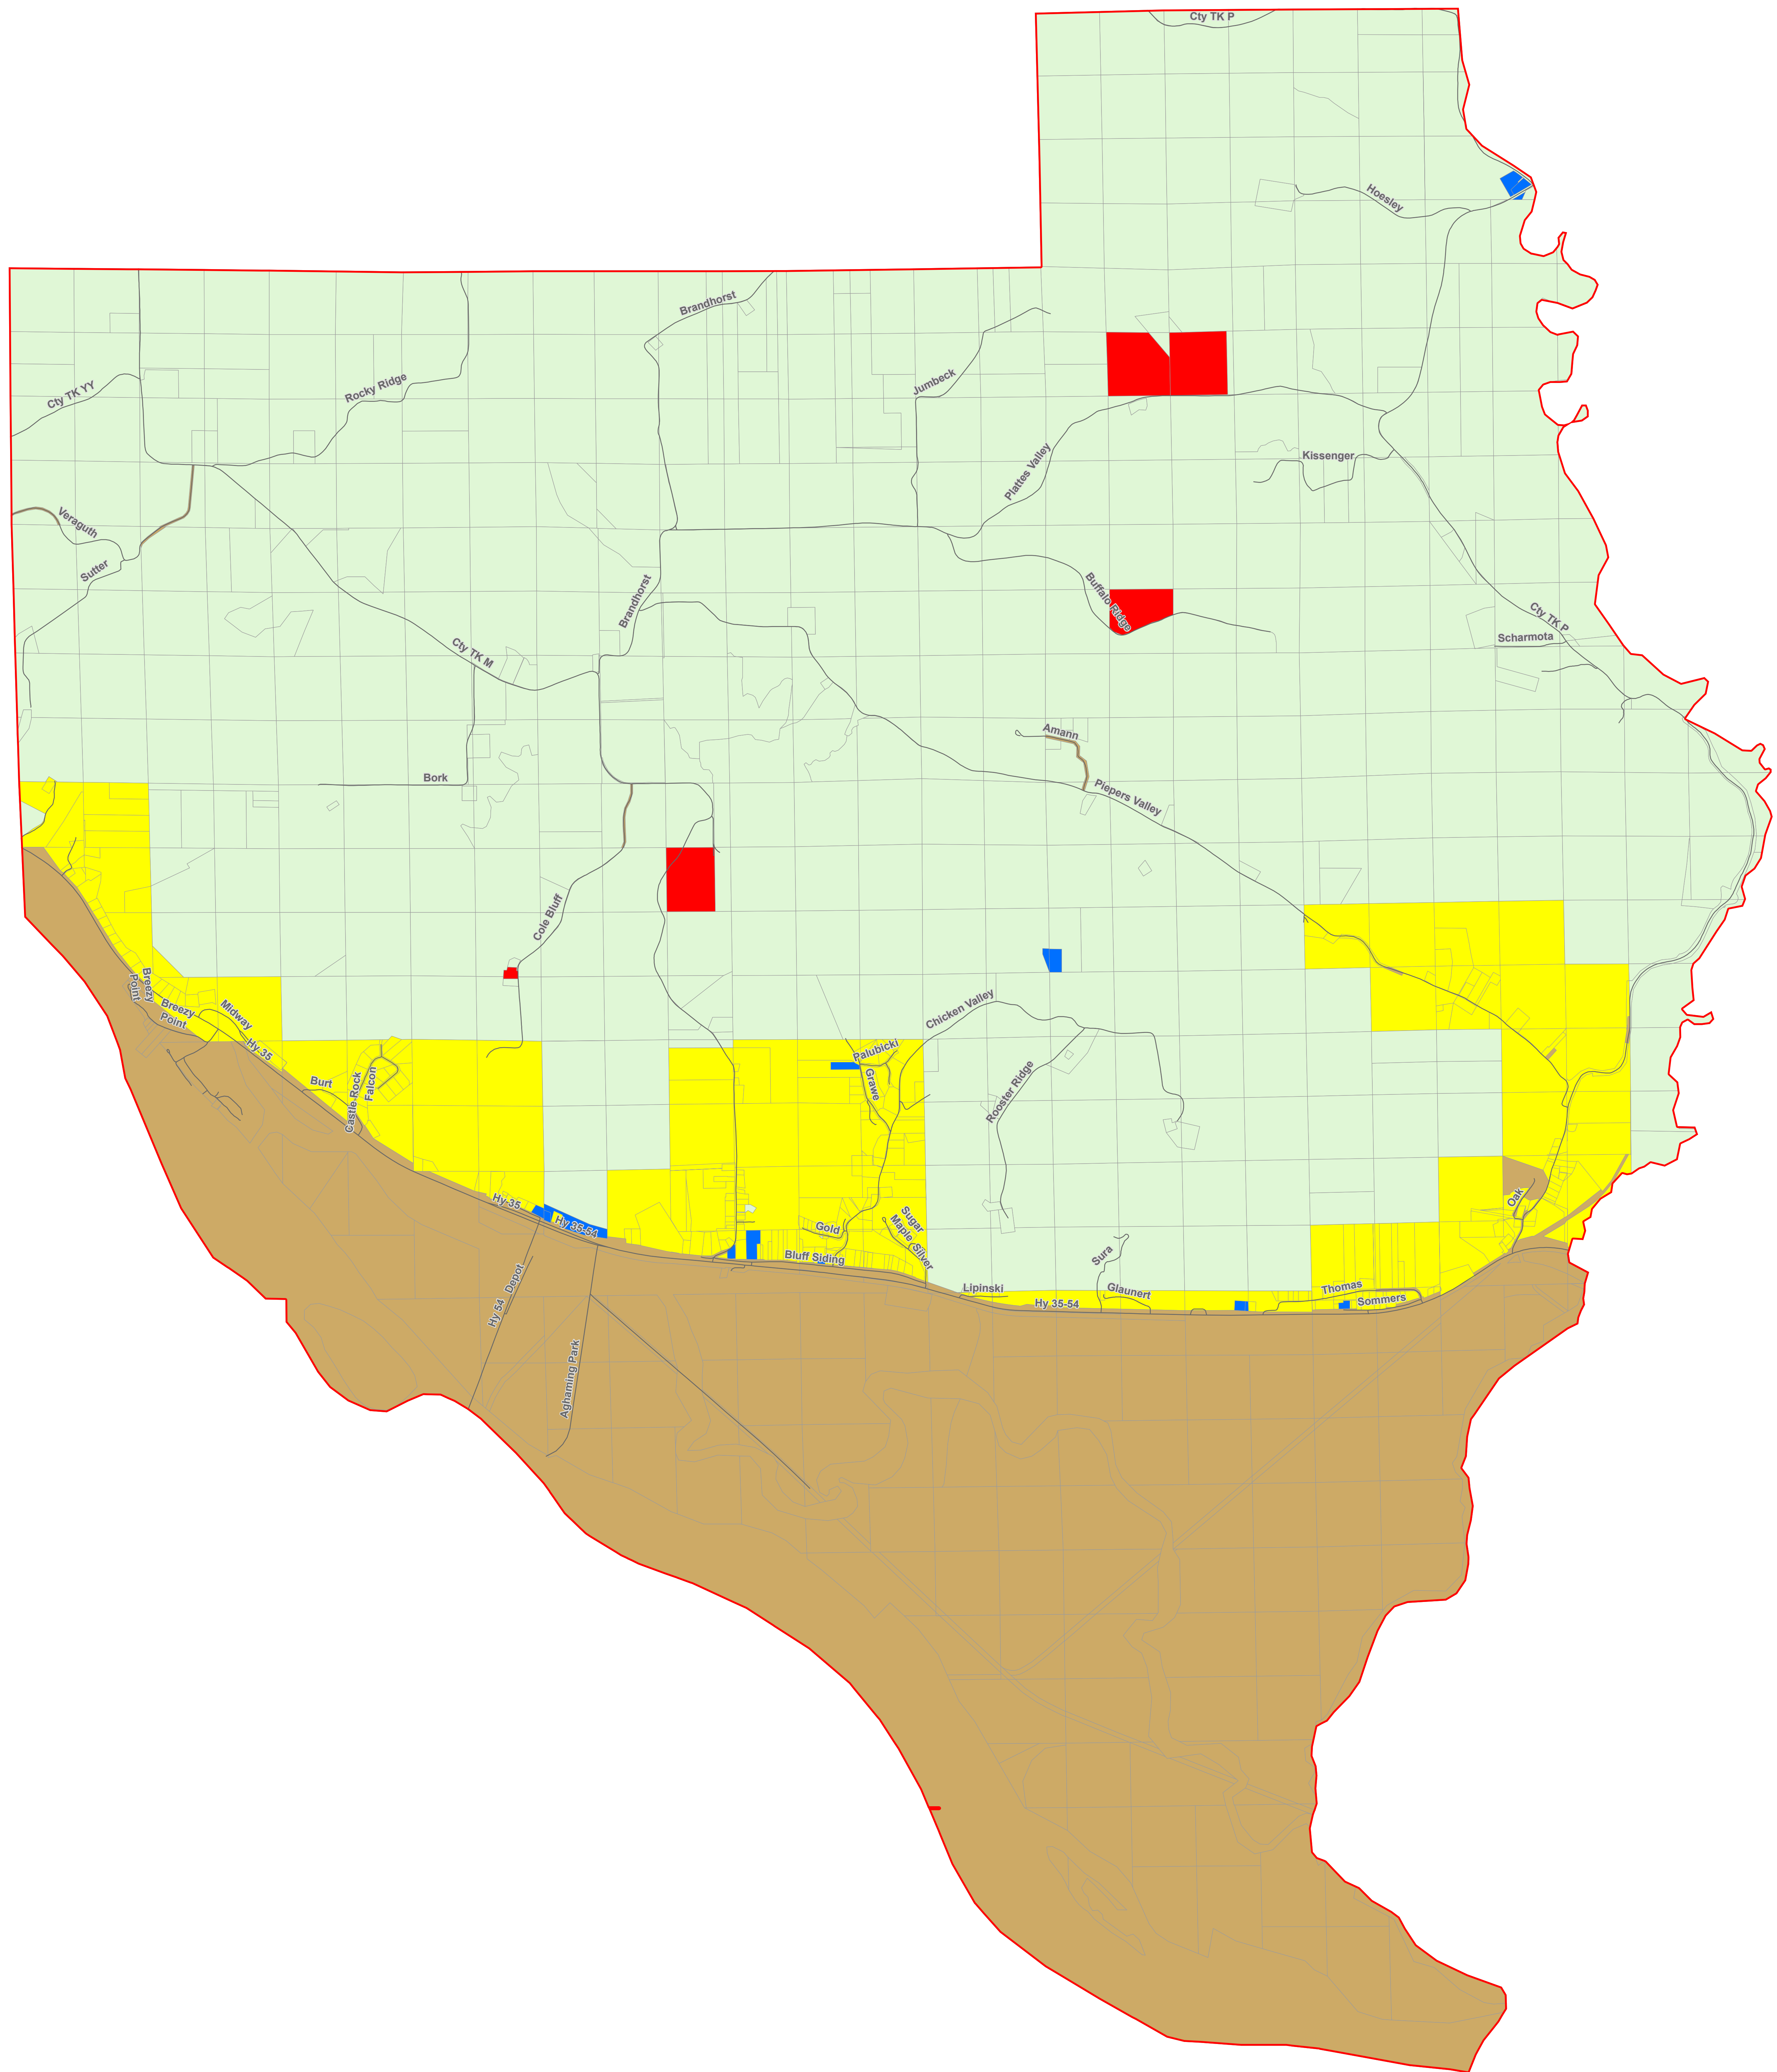 Cty TK P
Hoesley
Brandhorst
Jumbeck
Rocky Ridge
Cty TK YY
Kissenger
Plattes Valley
Veraguth
Sutter
Buffalo Ridge
Brandhorst
Cty TK P
Scharmota
Cty TK M
Amann
Bork
Piepers Valley
Cole Bluff
Breezy
Point
Breezy
Point
Midway
Hy 35
Chicken Valley
Palubicki
Grawe
Rooster Ridge
Burt
Castle Rock
Falcon
Oak
Hy 35
Hy 35-54
Gold
Sugar
Maple
Silver
Bluff Siding
Sura
Lipinski
Glaunert
Thomas
Sommers
Hy 35-54
Hy 54
Depot
Aghaming Park